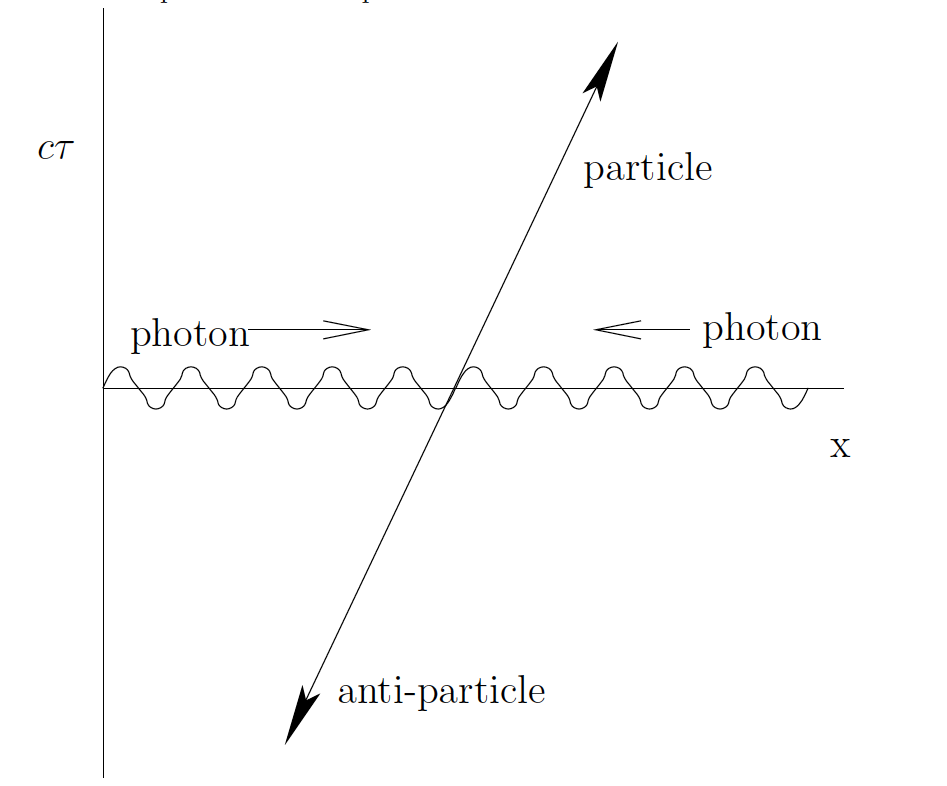 cτ
particle
photon
photon
x
anti-particle